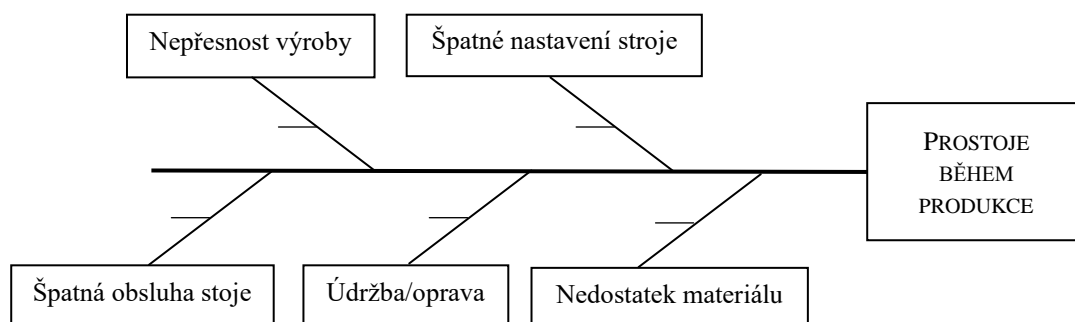 Nepřesnost výroby
Špatné nastavení stroje
PROSTOJE
BĚHEM
PRODUKCE
Špatná obsluha stoje
Údržba/oprava
Nedostatek materiálu